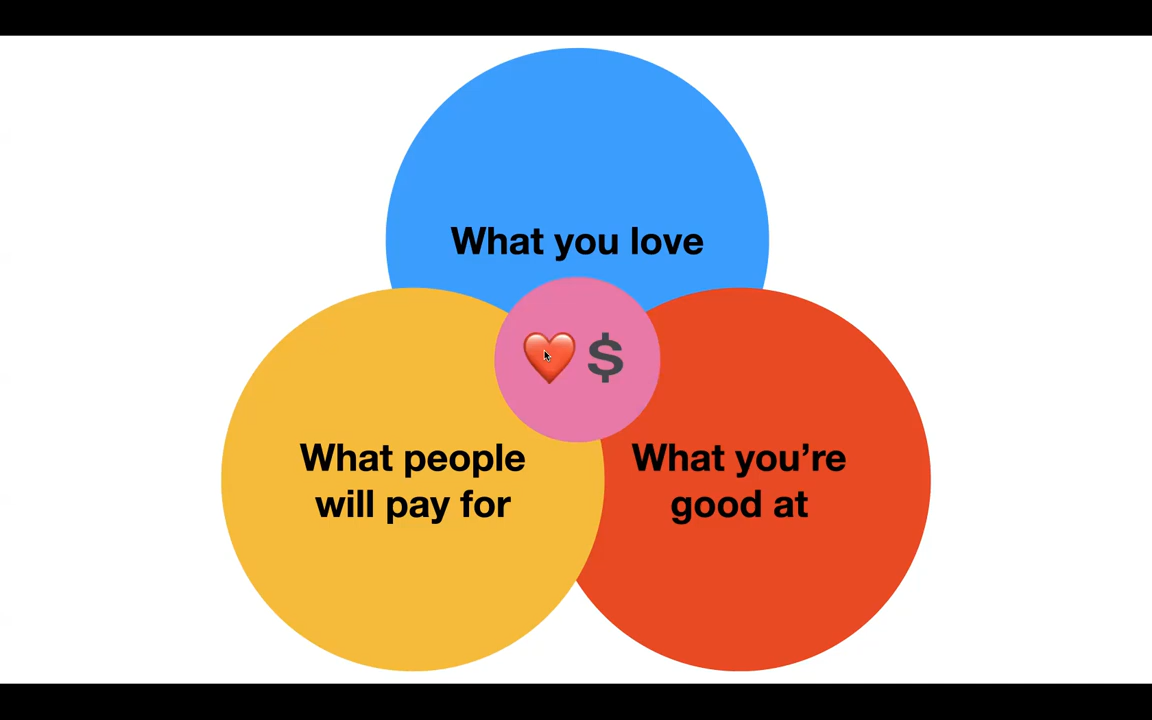 What you love
❤️ $
What people
will pay for
What you’re
good at